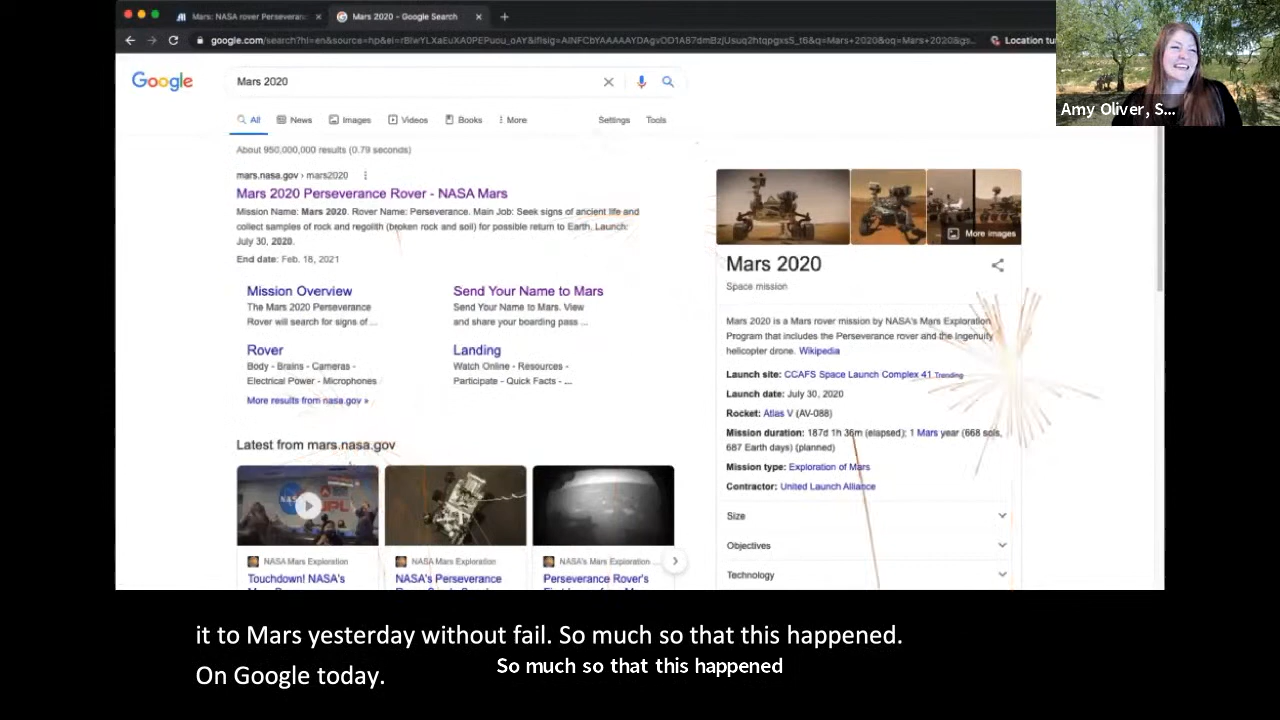 Mars: NASA rover Perseveran
Mars 2020 - Google Search
Location tu
Amy Oliver, S...
Google
Mars 2020
All News Images Videos Books More Settings Tools
About 950,000,000 results (0.79 seconds)
mars.nasa.gov › mars2020
Mars 2020 Perseverance Rover - NASA Mars
Mission Name: Mars 2020. Rover Name: Perseverance. Main Job: Seek signs of ancient life and
collect samples of rock and regolith (broken rock and soil) for possible return to Earth. Launch:
July 30, 2020.
End date: Feb. 18, 2021
Mission Overview
The Mars 2020 Perseverance
Rover will search for signs of ...
Send Your Name to Mars
Send Your Name to Mars. View
and share your boarding pass ...
Rover
Body - Brains - Cameras -
Electrical Power - Microphones
Landing
Watch Online - Resources -
Participate - Quick Facts - ...
More results from nasa.gov »
Latest from mars.nasa.gov
NASA JPL
NASA Mars Exploration
Touchdown! NASA's
NASA Mars Exploration
NASA's Perseverance
NASA's Mars Exploration ...
Perseverance Rover's
More images
Mars 2020
Space mission
Mars 2020 is a Mars rover mission by NASA's Mars Exploration
Program that includes the Perseverance rover and the Ingenuity
helicopter drone. Wikipedia
Launch site: CCAFS Space Launch Complex 41 Trending
Launch date: July 30, 2020
Rocket: Atlas V (AV-088)
Mission duration: 187d 1h 36m (elapsed); 1 Mars year (668 sols,
687 Earth days) (planned)
Mission type: Exploration of Mars
Contractor: United Launch Alliance
Size
Objectives
Technology
it to Mars yesterday without fail. So much so that this happened.
On Google today.
So much so that this happened